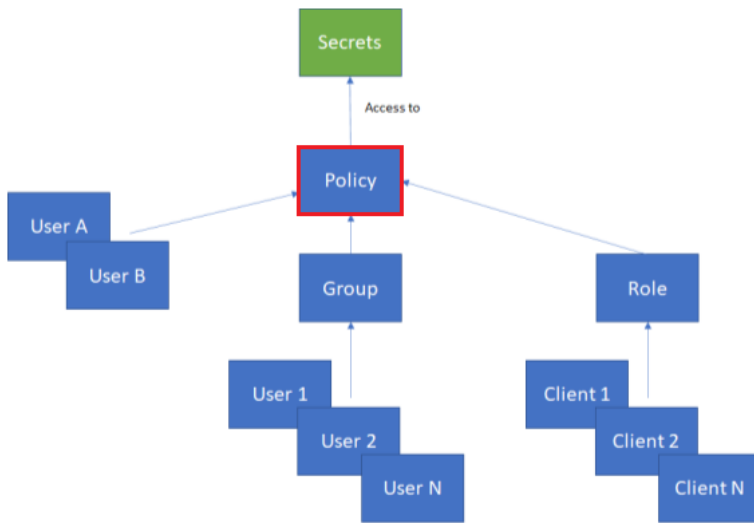 Secrets
Access to
Policy
User A
User B
Group
Role
User 1
User 2
User N
Client 1
Client 2
Client N